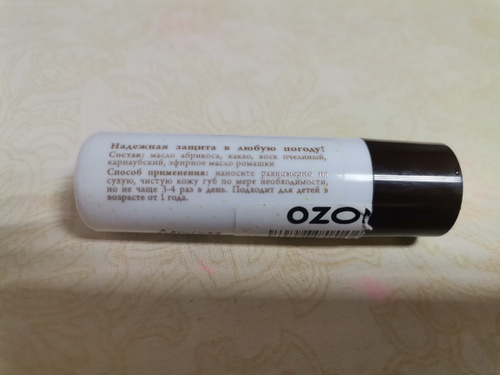 Надежная защита в любую погоду!
Состав: масло абрикоса, какао, воск пчелиный,
карнаубский, эфирное масло ромашки
Способ применения: наносите равномерно на
сухую, чистую кожу губ по мере необходимости,
но не чаще 3-4 раз в день. Подходит для детей в
возрасте от 1 года.
OZO